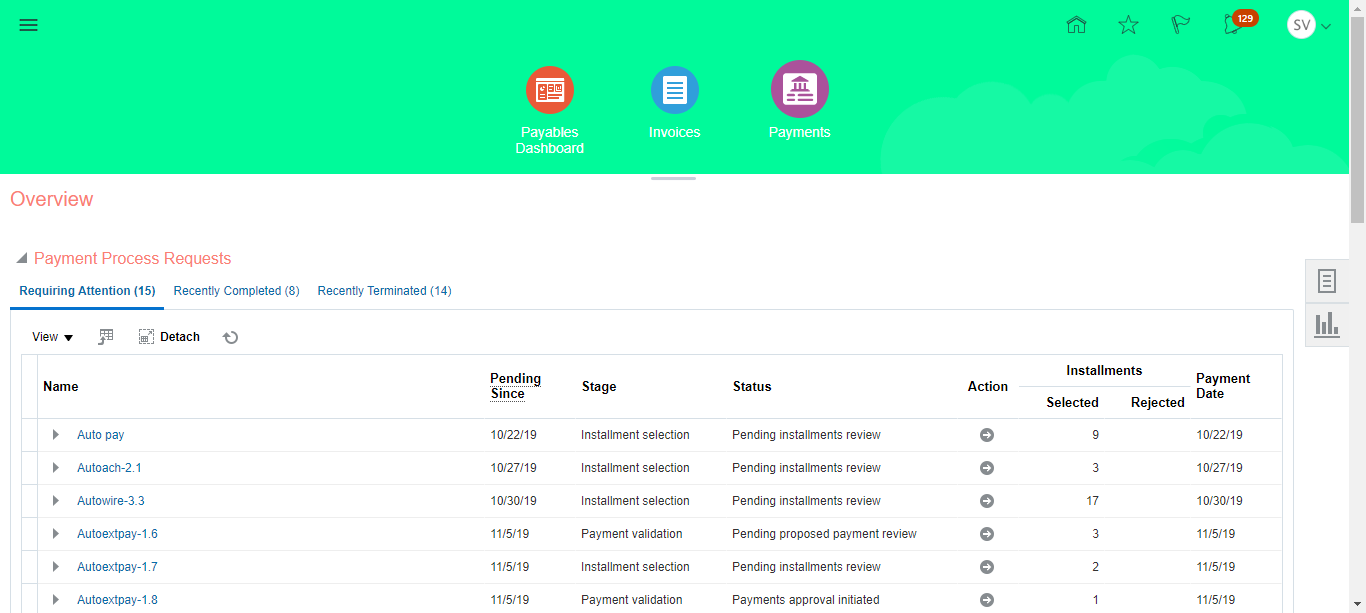 129
SV
Payables
Dashboard
Invoices
Payments
Overview
Payment Process Requests
Requiring Attention (15) Recently Completed (8) Recently Terminated (14)
View Detach
Name Pending Since Stage Status Action Installments Selected Rejected Payment Date
Auto pay 10/22/19 Installment selection Pending installments review 9 10/22/19
Autoach-2.1 10/27/19 Installment selection Pending installments review 3 10/27/19
Autowire-3.3 10/30/19 Installment selection Pending installments review 17 10/30/19
Autoextpay-1.6 11/5/19 Payment validation Pending proposed payment review 3 11/5/19
Autoextpay-1.7 11/5/19 Installment selection Pending installments review 2 11/5/19
Autoextpay-1.8 11/5/19 Payment validation Payments approval initiated 1 11/5/19